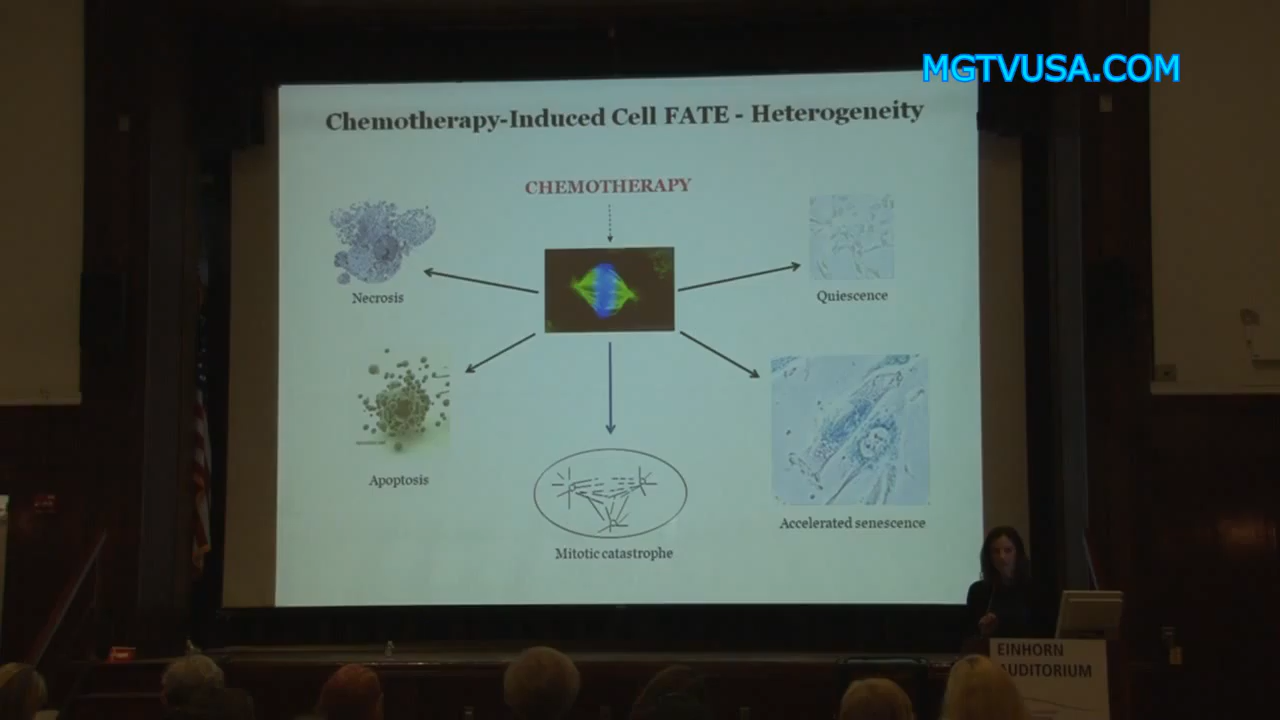 MGTVUSA.COM
Chemotherapy-Induced Cell FATE - Heterogeneity
CHEMOTHERAPY
Necrosis
Quiescence
Apoptosis
Accelerated senescence
Mitotic catastrophe
EINHORN
AUDITORIUM